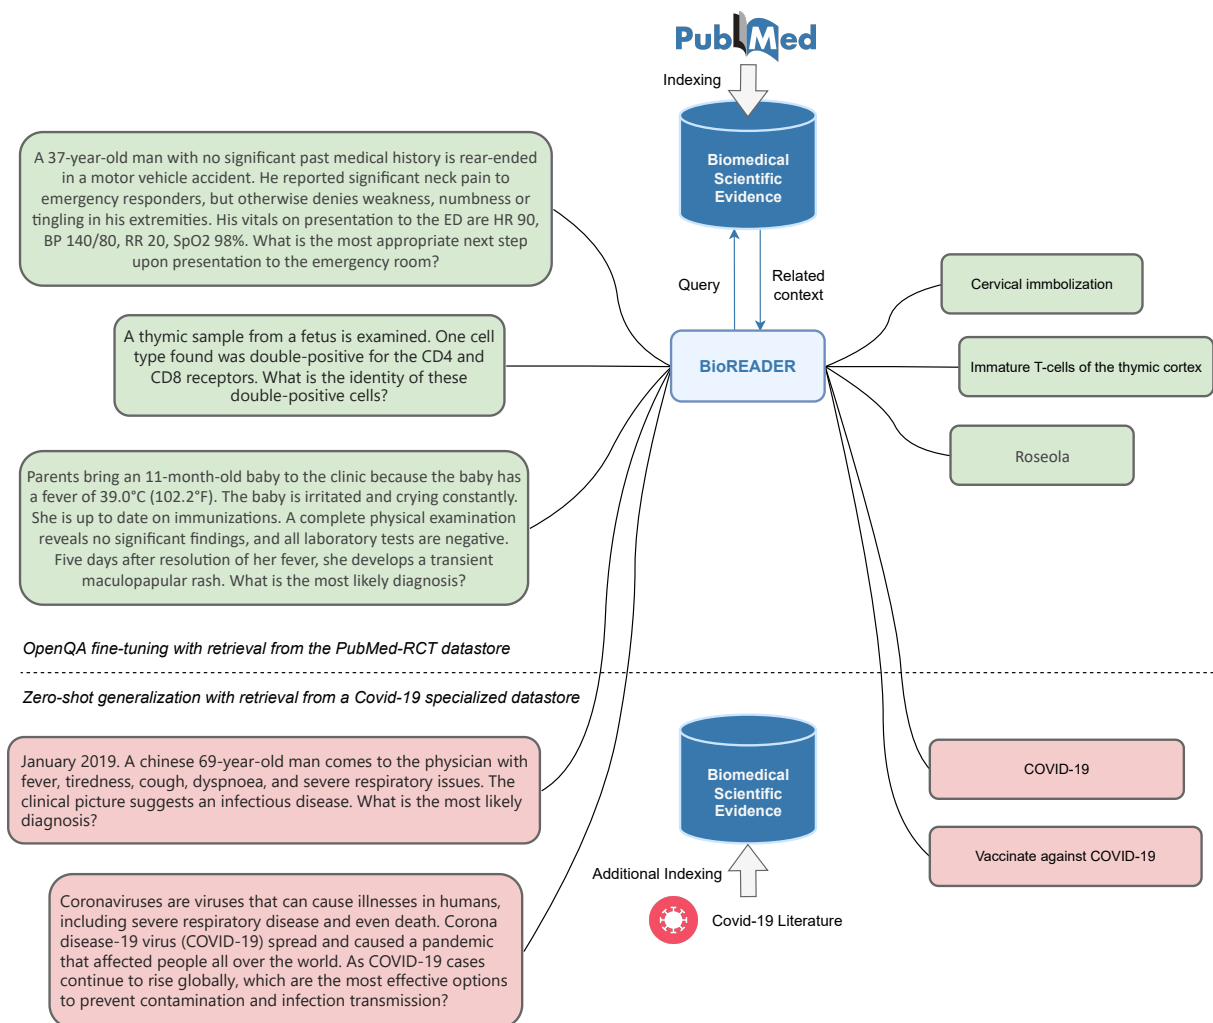 PubMed
Indexing
Biomedical
Scientific
Evidence
A 37-year-old man with no significant past medical history is rear-ended
in a motor vehicle accident. He reported significant neck pain to
emergency responders, but otherwise denies weakness, numbness or
tingling in his extremities. His vitals on presentation to the ED are HR 90,
BP 140/80, RR 20, SpO2 98%. What is the most appropriate next step
upon presentation to the emergency room?
Query
Related
context
Cervical immbolization
A thymic sample from a fetus is examined. One cell
type found was double-positive for the CD4 and
CD8 receptors. What is the identity of these
double-positive cells?
BioREADER
Immature T-cells of the thymic cortex
Roseola
Parents bring an 11-month-old baby to the clinic because the baby has
a fever of 39.0°C (102.2°F). The baby is irritated and crying constantly.
She is up to date on immunizations. A complete physical examination
reveals no significant findings, and all laboratory tests are negative.
Five days after resolution of her fever, she develops a transient
maculopapular rash. What is the most likely diagnosis?
OpenQA fine-tuning with retrieval from the PubMed-RCT datastore
Zero-shot generalization with retrieval from a Covid-19 specialized datastore
January 2019. A chinese 69-year-old man comes to the physician with
fever, tiredness, cough, dyspnoea, and severe respiratory issues. The
clinical picture suggests an infectious disease. What is the most likely
diagnosis?
Biomedical
Scientific
Evidence
COVID-19
Vaccinate against COVID-19
Additional Indexing
Covid-19 Literature
Coronaviruses are viruses that can cause illnesses in humans,
including severe respiratory disease and even death. Corona
disease-19 virus (COVID-19) spread and caused a pandemic
that affected people all over the world. As COVID-19 cases
continue to rise globally, which are the most effective options
to prevent contamination and infection transmission?